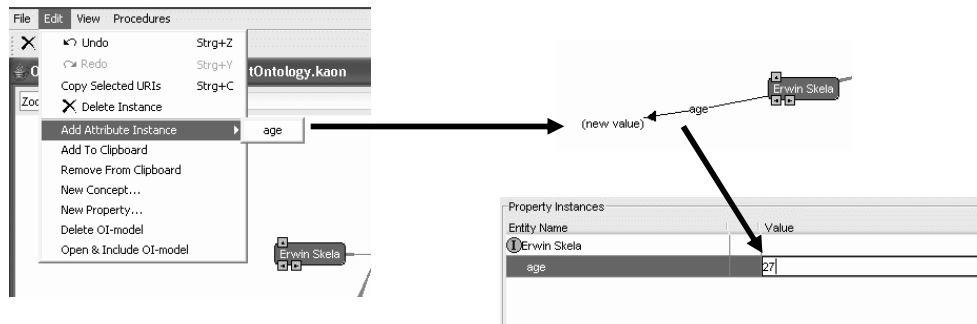 File Edit View Procedures
Undo Strg+Z
Redo Strg+Y
tOntology.kaon
Copy Selected URIs Strg+C
Zoo
Delete Instance
Add Attribute Instance age
Add To Clipboard
Remove From Clipboard
New Concept...
New Property...
Delete OI-model
Open & Include OI-model
Erwin Skela
Erwin Skela
age
(new value)
Property Instances
Entity Name Value
I Erwin Skela
age 27